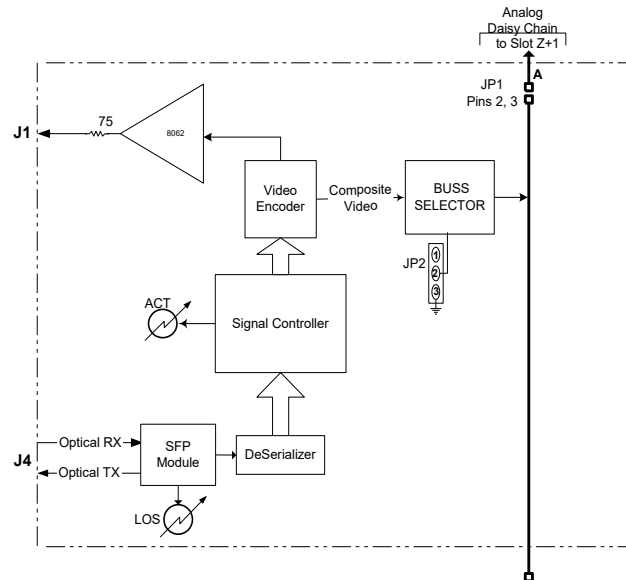 Analog
Daisy Chain
to Slot Z+1
A
JP1
Pins 2, 3
J1
75
8062
Video
Encoder
Composite
Video
BUSS
SELECTOR
JP2
1
2
3
ACT
Signal Controller
J4
Optical RX
Optical TX
SFP
Module
DeSerializer
LOS